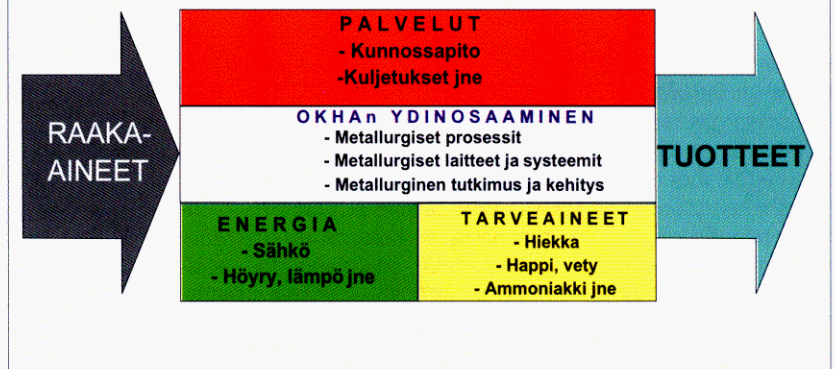 PALVELUT
- Kunnossapito
-Kuljetukset jne
RAAKA-
AINEET
OKHAn YDINOSAAMINEN
- Metallurgiset prosessit
- Metallurgiset laitteet ja systeemit
- Metallurginen tutkimus ja kehitys
TUOTTEET
ENERGIA
- Sähkö
- Höyry, lämpö jne
TARVEAINEET
- Hiekka
- Happi, vety
- Ammoniakki jne